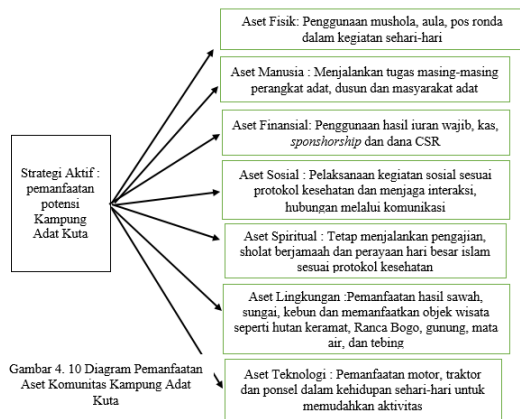 Aset Fisik: Penggunaan mushola, aula, pos ronda
dalam kegiatan sehari-hari
Aset Manusia : Menjalankan tugas masing-masing
perangkat adat, dusun dan masyarakat adat
Aset Finansial: Penggunaan hasil iuran wajib, kas,
sponshorship dan dana CSR
Strategi Aktif :
pemanfaatan
potensi
Kampung
Adat Kuta
Aset Sosial : Pelaksanaan kegiatan sosial sesuai
protokol kesehatan dan menjaga interaksi,
hubungan melalui komunikasi
Aset Spiritual : Tetap menjalankan pengajian,
sholat berjamaah dan perayaan hari besar islam
sesuai protokol kesehatan
Aset Lingkungan :Pemanfaatan hasil sawah,
sungai, kebun dan memanfaatkan objek wisata
seperti hutan keramat, Ranca Bogo, gunung, mata
air, dan tebing
Aset Teknologi : Pemanfaatan motor, traktor
dan ponsel dalam kehidupan sehari-hari untuk
memudahkan aktivitas
Gambar 4. 10 Diagram Pemanfaatan
Aset Komunitas Kampung Adat
Kuta